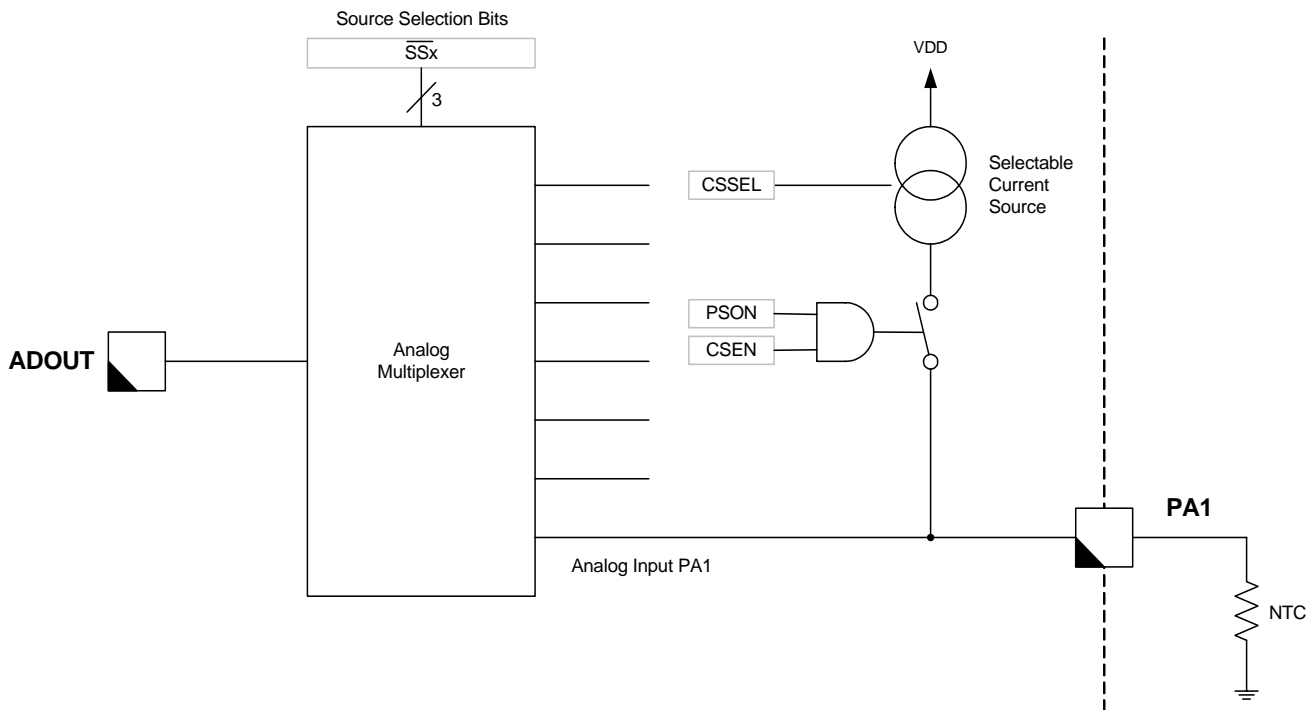 Source Selection Bits
SSx
3
VDD
Selectable
Current
Source
CSSEL
PSON
CSEN
ADOUT
Analog
Multiplexer
PA1
Analog Input PA1
NTC